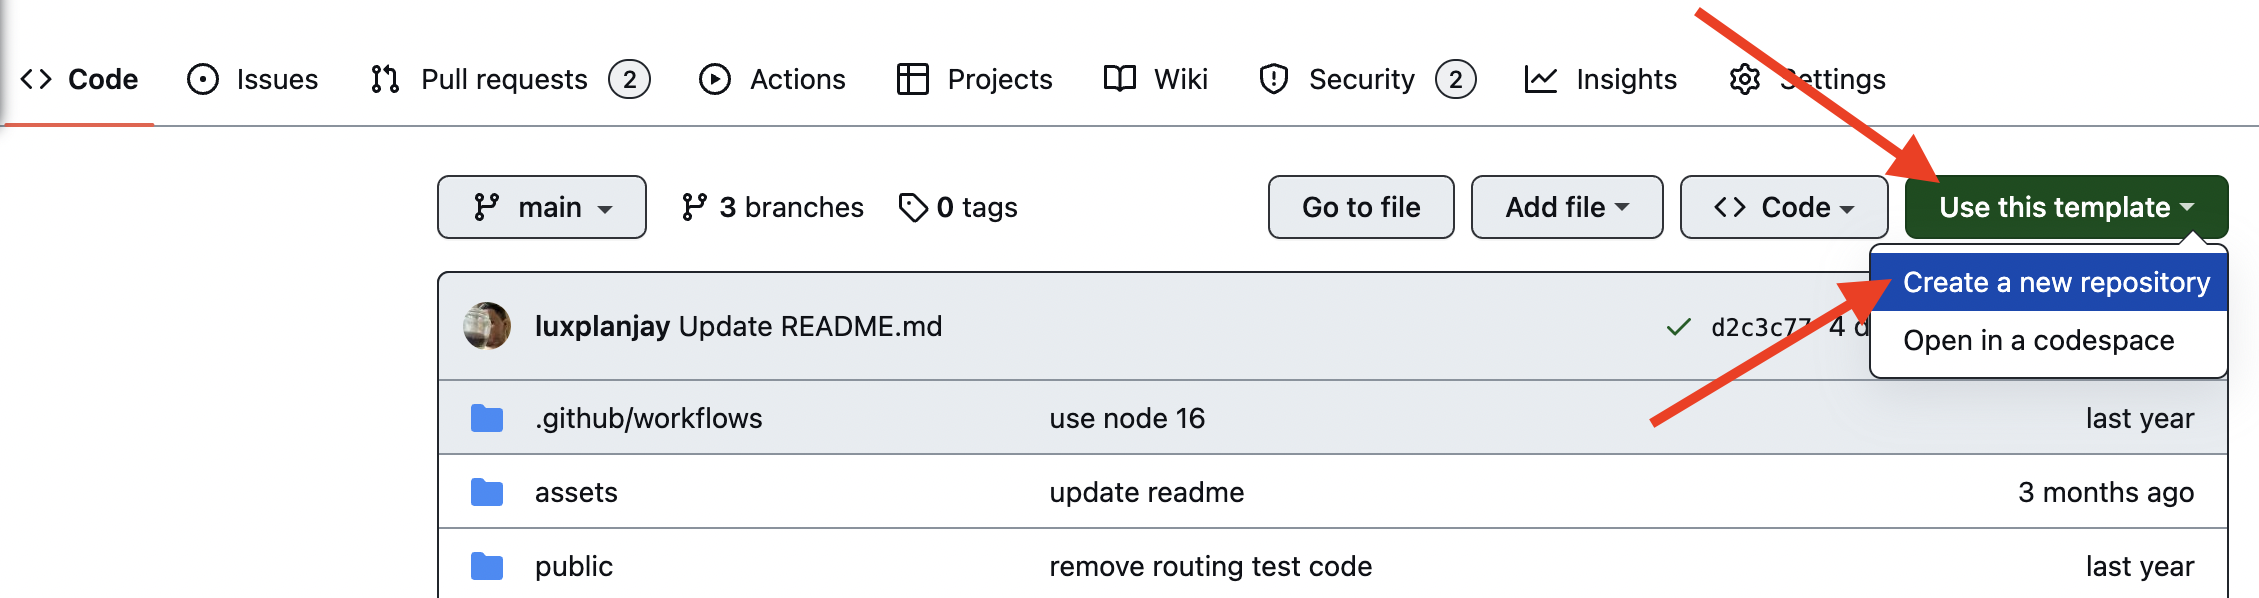 Code Issues Pull requests 2 Actions Projects Wiki Security 2 Insights Settings
main 3 branches 0 tags Go to file Add file Code Use this template
Create a new repository
Open in a codespace
luxplanjay Update README.md d2c3c77 4 d
.github/workflows use node 16 last year
assets update readme 3 months ago
public remove routing test code last year